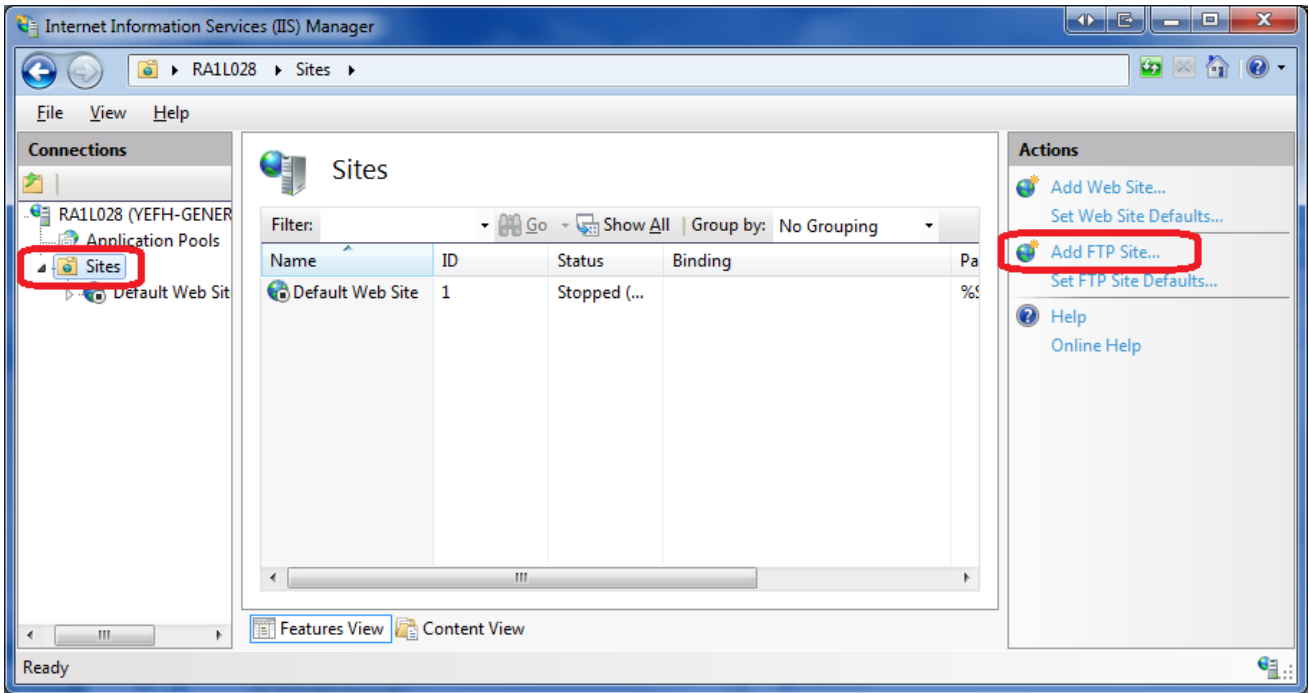 Internet Information Services (IIS) Manager
RA1L028 Sites
File View Help
Connections
RA1L028 (YEFH-GENER
Application Pools
Sites
Default Web Sit
Sites
Filter: Go Show All Group by: No Grouping
Name ID Status Binding Pa
Default Web Site 1 Stopped (... %S
Features View Content View
Actions
Add Web Site...
Set Web Site Defaults...
Add FTP Site...
Set FTP Site Defaults...
Help
Online Help
Ready